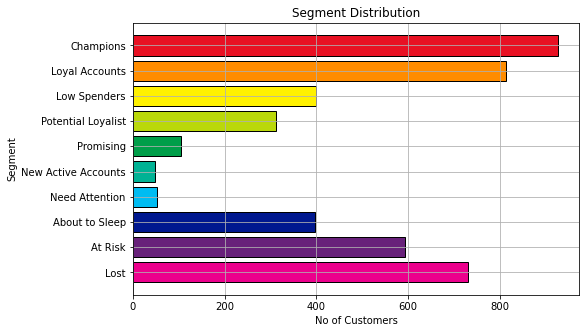 Segment Distribution
Champions
Loyal Accounts
Low Spenders
Potential Loyalist
Promising
New Active Accounts
Need Attention
About to Sleep
At Risk
Lost
Segment
0 200 400 600 800
No of Customers